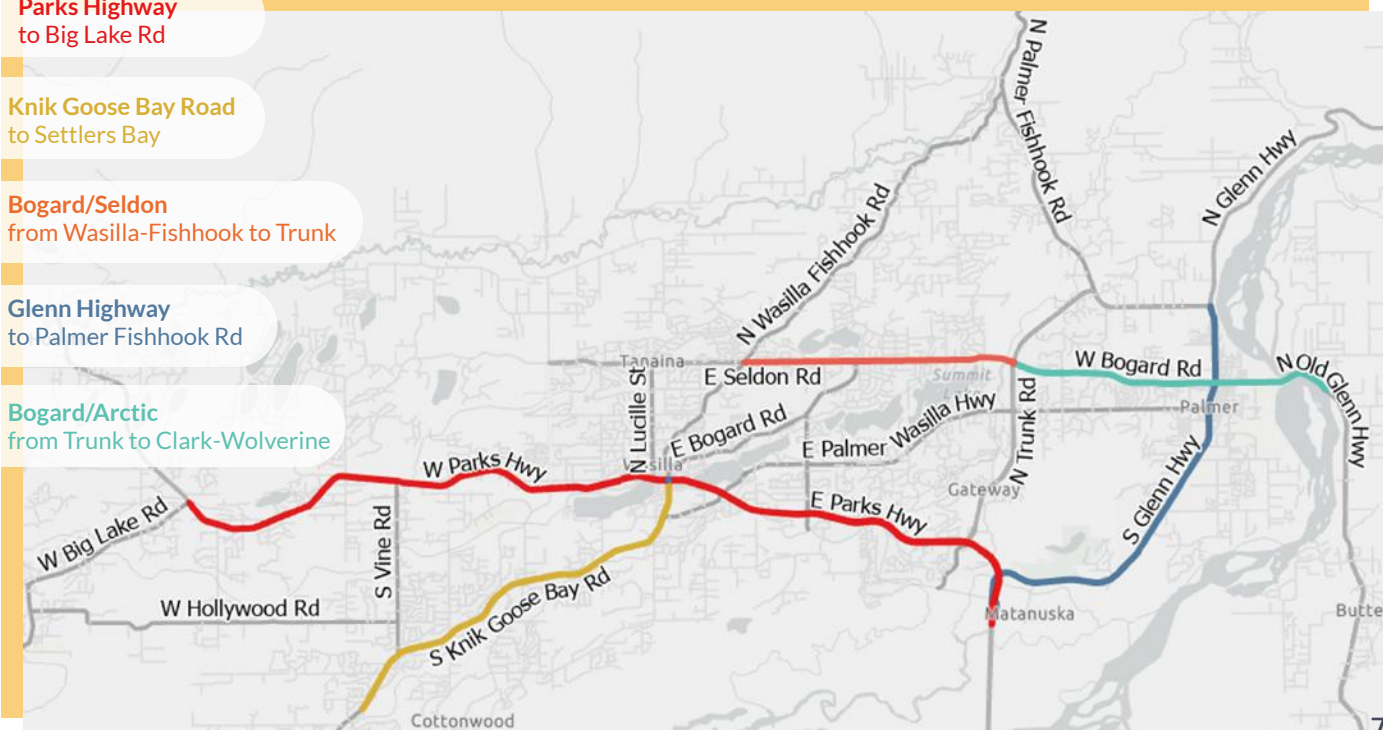 Parks Highway
to Big Lake Rd
Knik Goose Bay Road
to Settlers Bay
Bogard/Seldon
from Wasilla-Fishhook to Trunk
Glenn Highway
to Palmer Fishhook Rd
Bogard/Arctic
from Trunk to Clark-Wolverine
N Palmer Fishhook Rd
N Glenn Hwy
N Wasilla Fishhook Rd
Tanaina
E Seldon Rd
Summit
W Bogard Rd
N Old Glenn Hwy
N Lucille St
E Bogard Rd
E Palmer Wasilla Hwy
N Trunk Rd
Palmer
Wasilla
W Parks Hwy
Gateway
E Parks Hwy
S Glenn Hwy
W Big Lake Rd
S Vine Rd
W Hollywood Rd
S Knik Goose Bay Rd
Matanuska
Butte
Cottonwood
7